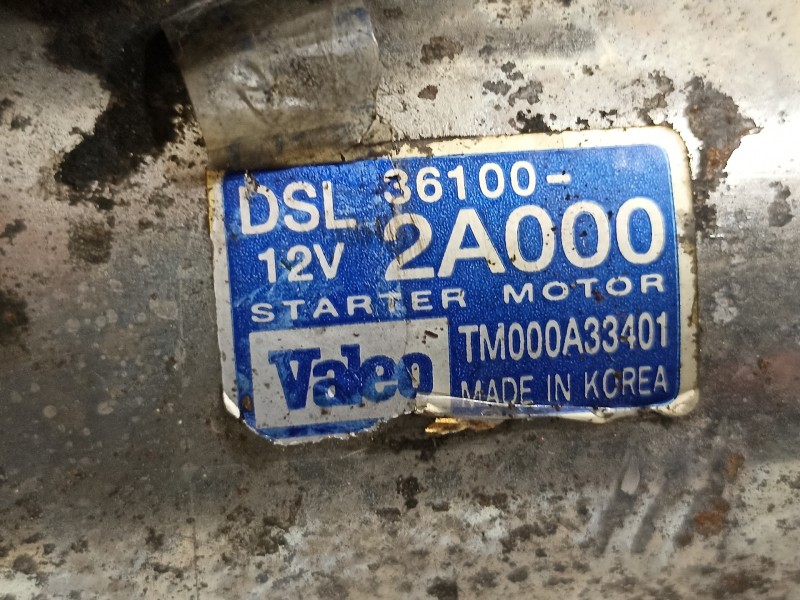 DSL 36100-
12V 2A000
STARTER MOTOR
Valeo TM000A33401
MADE IN KOREA